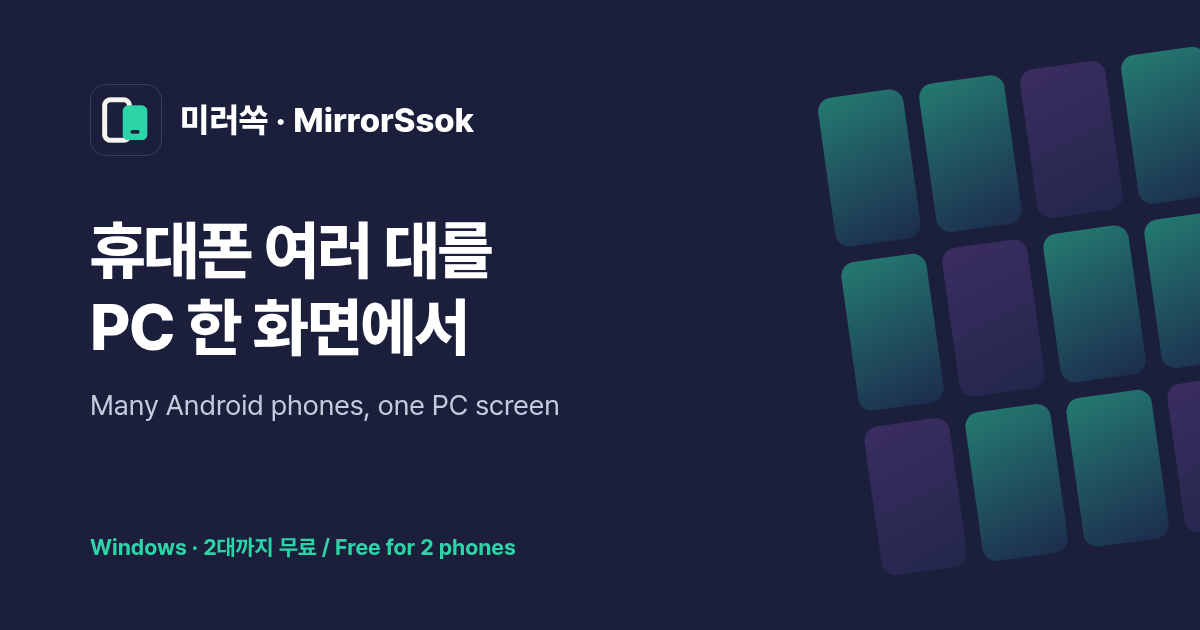 미러쏙 · MirrorSsok
휴대폰 여러 대를
PC 한 화면에서
Many Android phones, one PC screen
Windows · 2대까지 무료 / Free for 2 phones